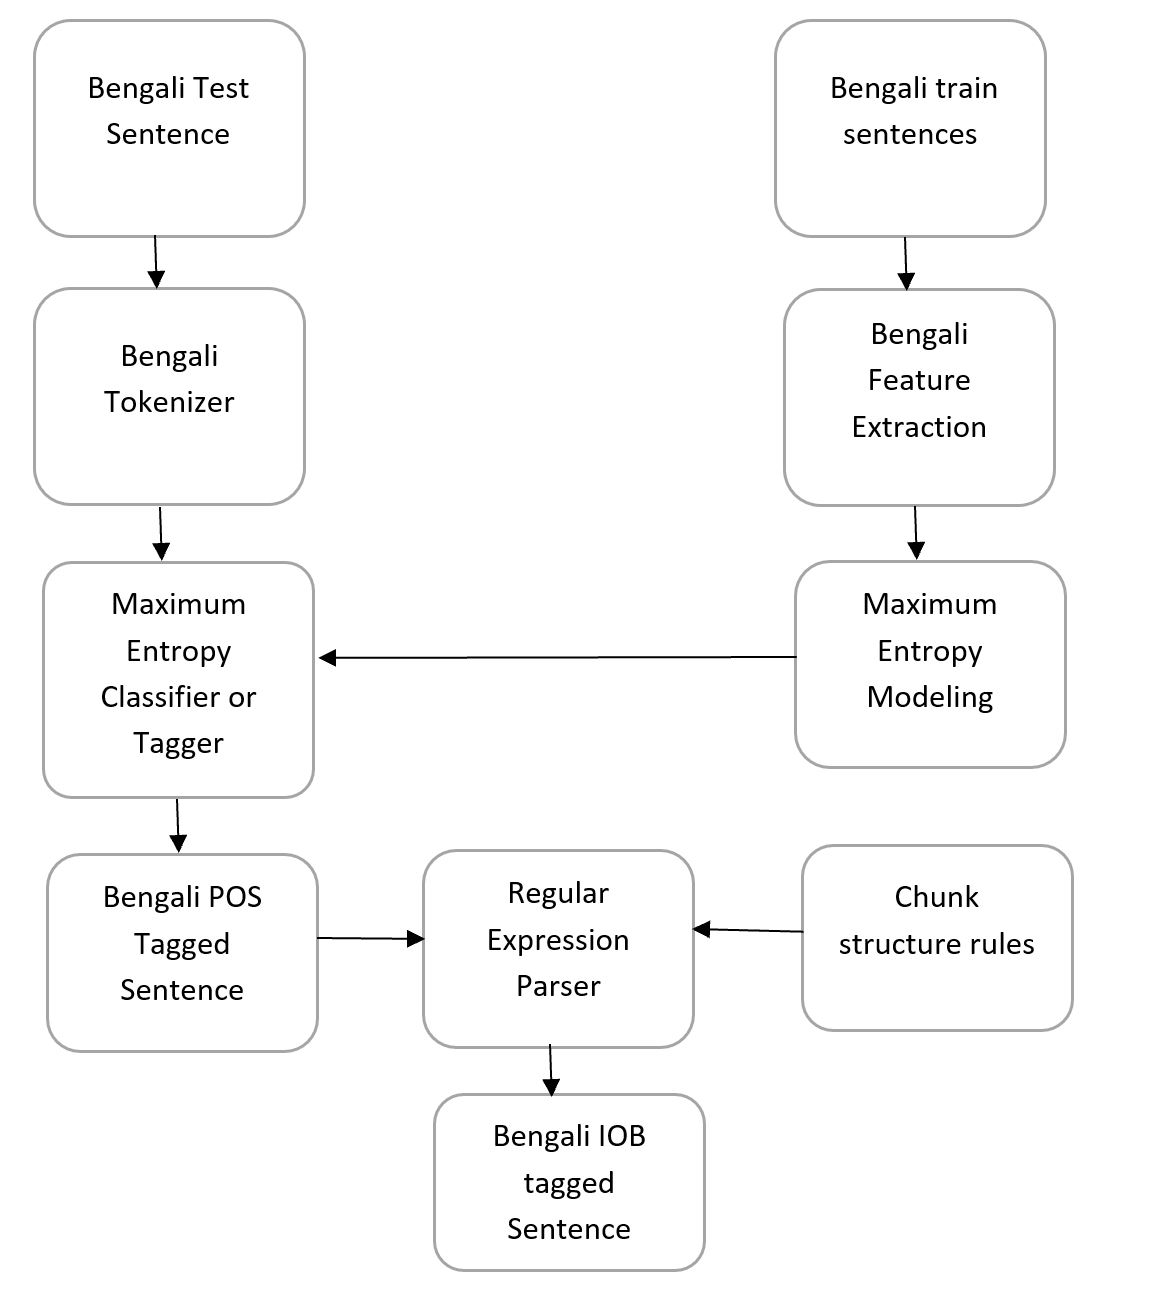 Bengali Test
Sentence
Bengali train
sentences
Bengali
Tokenizer
Bengali
Feature
Extraction
Maximum
Entropy
Classifier or
Tagger
Maximum
Entropy
Modeling
Bengali POS
Tagged
Sentence
Regular
Expression
Parser
Chunk
structure rules
Bengali IOB
tagged
Sentence